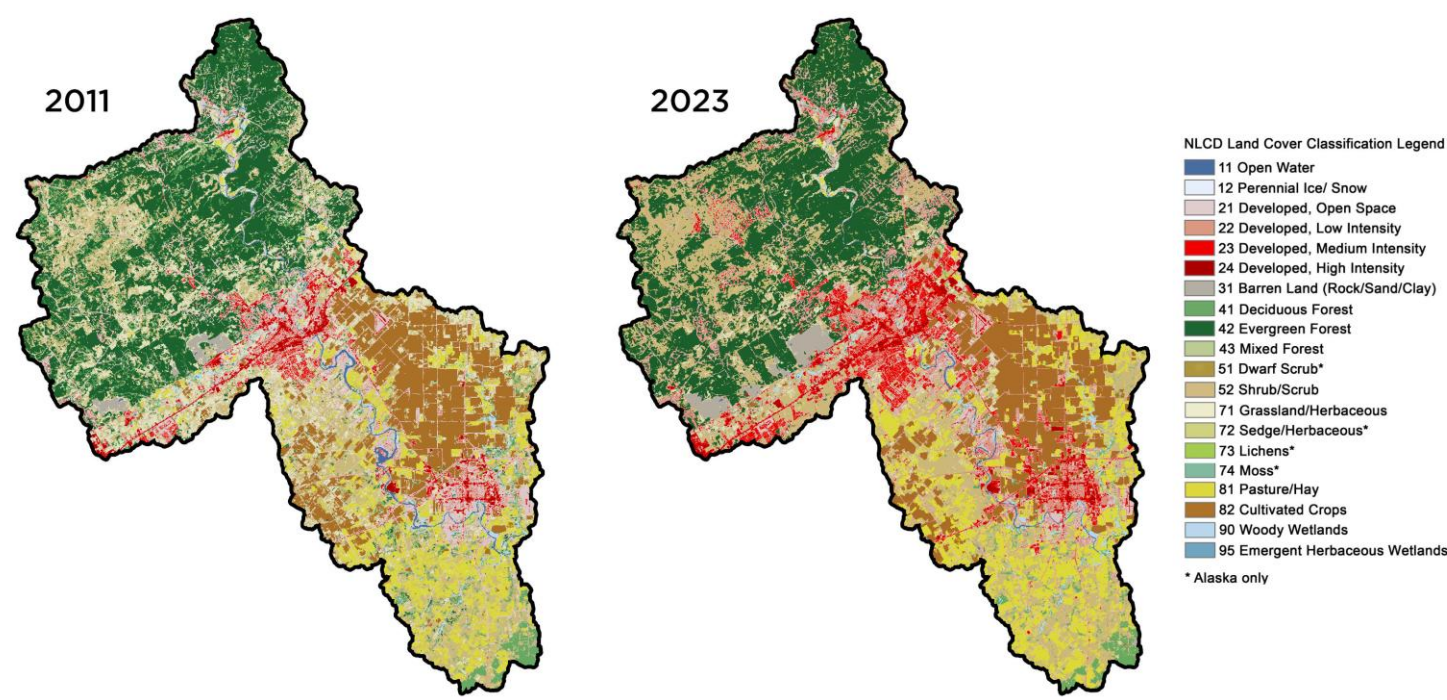 2011
2023
NLCD Land Cover Classification Legend
11 Open Water
12 Perennial Ice/ Snow
21 Developed, Open Space
22 Developed, Low Intensity
23 Developed, Medium Intensity
24 Developed, High Intensity
31 Barren Land (Rock/Sand/Clay)
41 Deciduous Forest
42 Evergreen Forest
43 Mixed Forest
51 Dwarf Scrub*
52 Shrub/Scrub
71 Grassland/Herbaceous
72 Sedge/Herbaceous*
73 Lichens*
74 Moss*
81 Pasture/Hay
82 Cultivated Crops
90 Woody Wetlands
95 Emergent Herbaceous Wetlands
* Alaska only